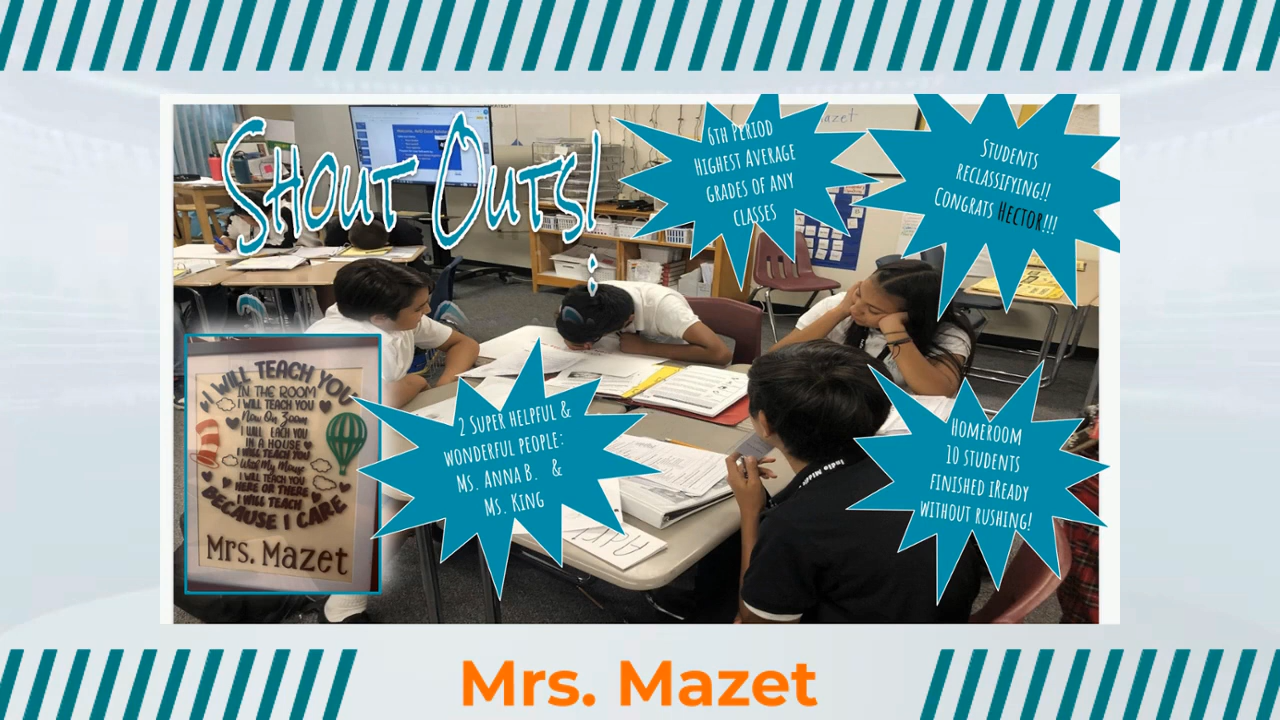 Shout Outs!
6th Period
Highest Average
grades of any
classes
Students
reclassifying!!
Congrats Hector!!!
azet
I WILL TEACH YOU
IN THE ROOM
I WILL TEACH YOU
Now On Zoom
I WILL EACH YOU
IN A HOUSE
I WILL TEACH YOU
With My Mouse
I WILL TEACH YOU
HERE OR THERE
I WILL TEACH
BECAUSE I CARE
Mrs. Mazet
2 Super helpful &
wonderful people:
Ms. Anna B. &
Ms. King
Homeroom
10 students
finished iReady
without rushing!
Mrs. Mazet